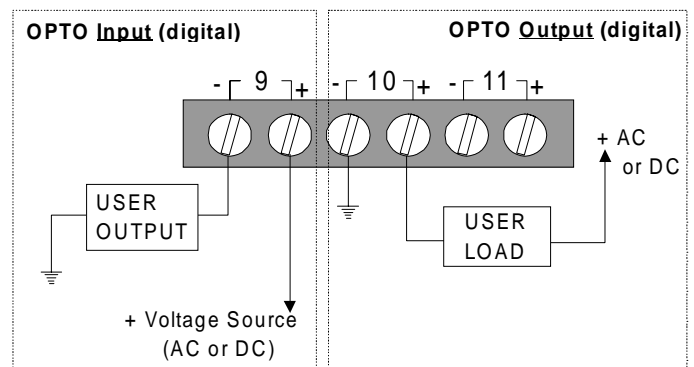 OPTO Input (digital)
OPTO Output (digital)
- 9 +
- 10 +
- 11 +
+ AC
or DC
USER
OUTPUT
USER
LOAD
+ Voltage Source
(AC or DC)